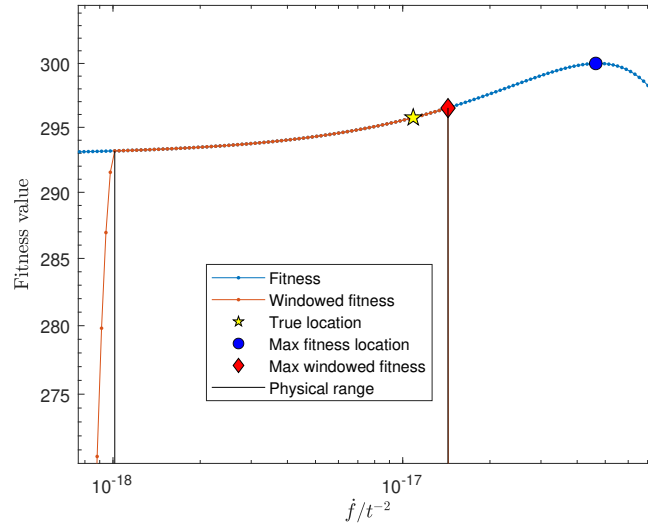 300
295
290
285
280
275
Fitness value
Fitness
Windowed fitness
True location
Max fitness location
Max windowed fitness
Physical range
10⁻¹⁸
10⁻¹⁷
ḟ/t⁻²